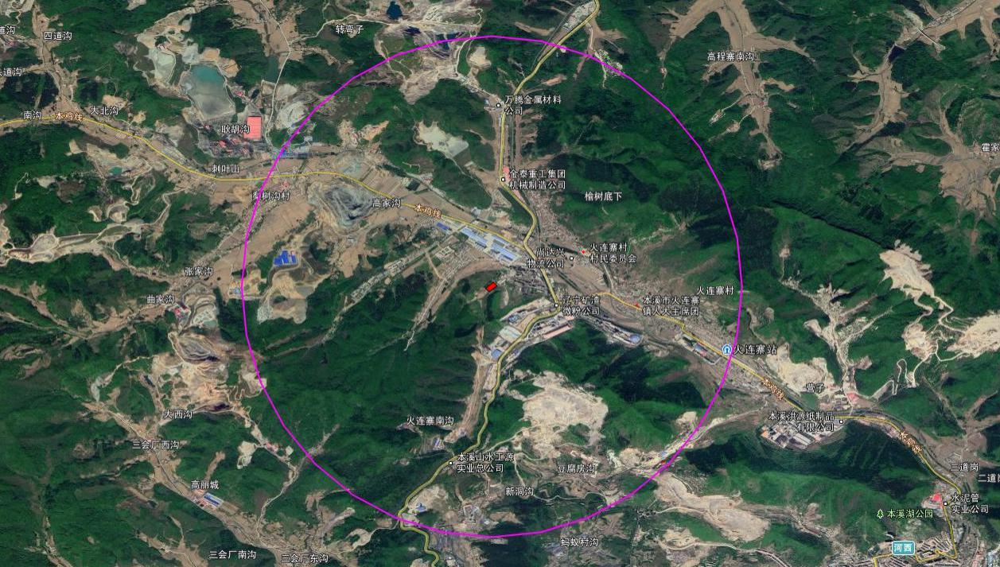 转弯子
道沟
四道沟
高程寨南沟
头道沟
万腾金属材料
公司
大北沟
南沟
本鸡线
耿胡沟
霍家
刺叶山
金泰重工集团
机械制造公司
梨树沟村
榆树底下
高家沟
本鸡线
尚达兴
物流公司
火连寨村
村民委员会
张家沟
火连寨村
曲家沟
辽宁矿渣
微粉公司
本溪市火连寨
镇人大主席团
火连寨站
本鸡线
营子
大西沟
火连寨南沟
本溪洪源纸制品
有限公司
三会厂西沟
本鸡线
本溪山水工源
实业总公司
豆腐房沟
三道岗
二道岗
高丽城
新洞沟
水泥管
实业公司
本溪湖公园
蚂蚁村沟
河西
三会厂南沟
三会厂东沟